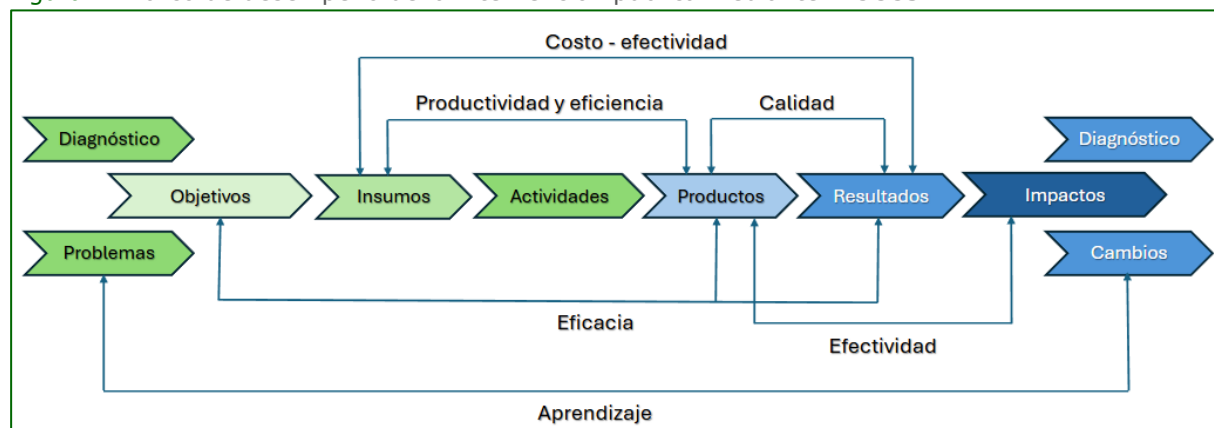 Costo - efectividad
Productividad y eficiencia
Calidad
Diagnóstico
Diagnóstico
Objetivos
Insumos
Actividades
Productos
Resultados
Impactos
Problemas
Cambios
Eficacia
Efectividad
Aprendizaje